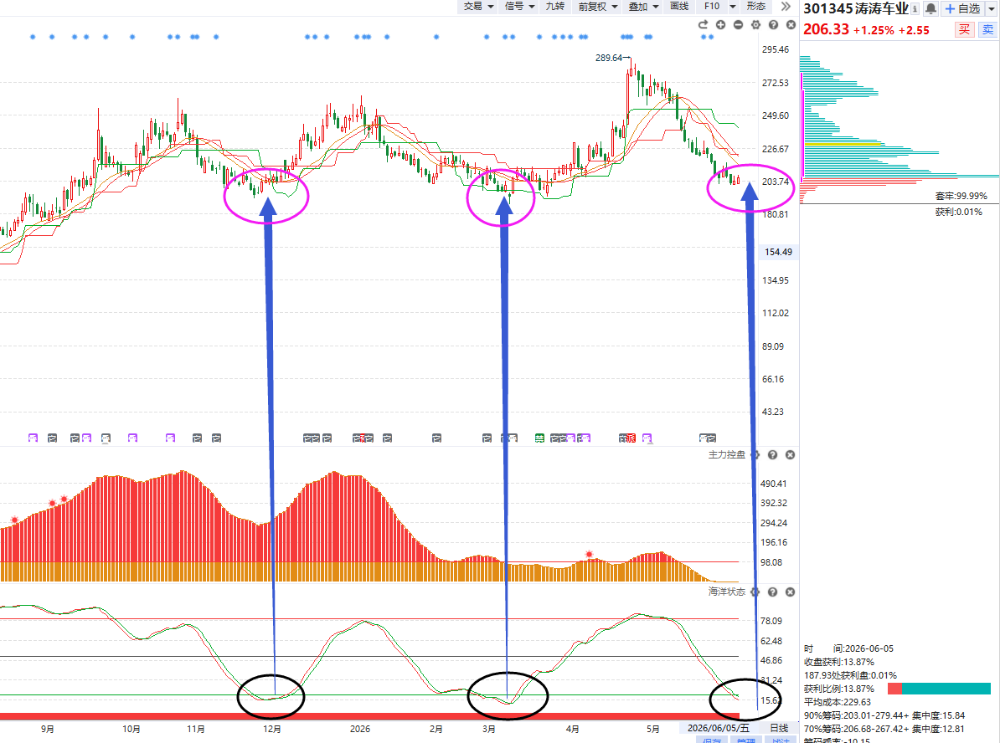 交易 信号 九转 前复权 叠加 画线 F10 形态
301345 涛涛车业 自选
206.33 +1.25% +2.55 买 卖
295.46
289.64
272.53
249.60
226.67
203.74
180.81
154.49
134.95
112.02
89.09
66.16
43.23
套牢:99.99%
获利:0.01%
主力控盘
490.41
392.32
294.24
196.16
98.08
海洋状态
78.09
62.48
46.86
31.24
15.62
9月 10月 11月 12月 2026 2月 3月 4月 5月 2026/06/05/五 日线
时 间:2026-06-05
收盘获利:13.87%
187.93处获利盘:0.01%
获利比例:13.87%
平均成本:229.63
90%筹码:203.01-279.44+ 集中度:15.84
70%筹码:206.68-267.42+ 集中度:12.81